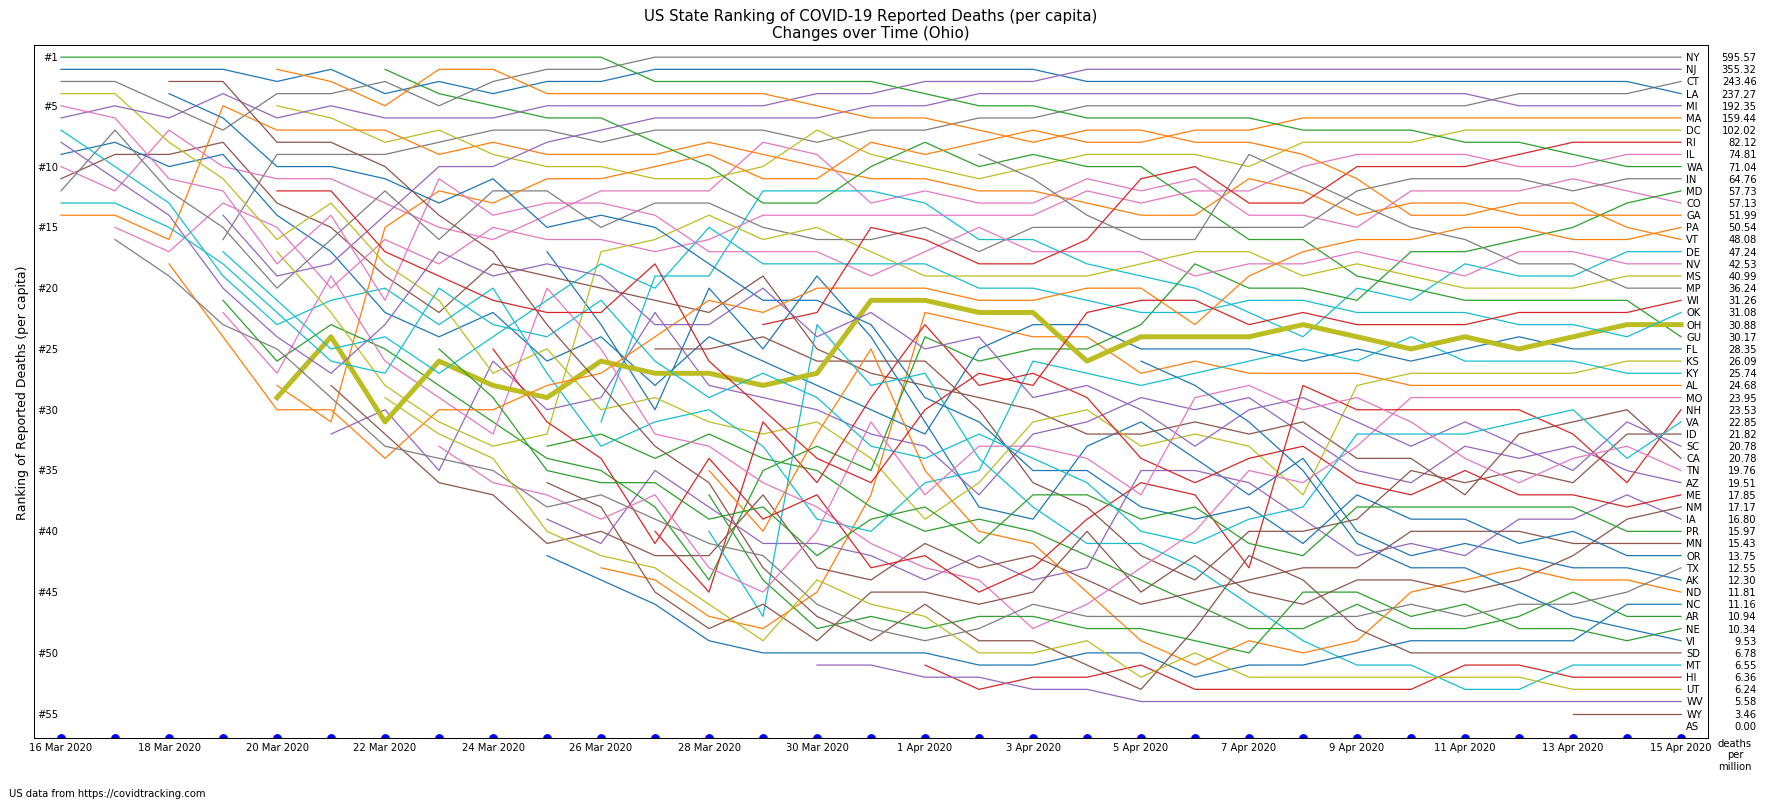 US State Ranking of COVID-19 Reported Deaths (per capita)
Changes over Time (Ohio)
Ranking of Reported Deaths (per capita)
#1
#5
#10
#15
#20
#25
#30
#35
#40
#45
#50
#55
NY 595.57
NJ 355.32
CT 243.46
LA 237.27
MI 192.35
MA 159.44
DC 102.02
RI 82.12
IL 74.81
WA 71.04
IN 64.76
MD 57.73
CO 57.13
GA 51.99
PA 50.54
VT 48.08
DE 47.24
NV 42.53
MS 40.99
MP 36.24
WI 31.26
OK 31.08
OH 30.88
GU 30.17
FL 28.35
KS 26.09
KY 25.74
AL 24.68
MO 23.95
NH 23.53
VA 22.85
ID 21.82
SC 20.78
CA 20.78
TN 19.76
AZ 19.51
ME 17.85
NM 17.17
IA 16.80
PR 15.97
MN 15.43
OR 13.75
TX 12.55
AK 12.30
ND 11.81
NC 11.16
AR 10.94
NE 10.34
VI 9.53
SD 6.78
MT 6.55
HI 6.36
UT 6.24
WV 5.58
WY 3.46
AS 0.00
16 Mar 2020 18 Mar 2020 20 Mar 2020 22 Mar 2020 24 Mar 2020 26 Mar 2020 28 Mar 2020 30 Mar 2020 1 Apr 2020 3 Apr 2020 5 Apr 2020 7 Apr 2020 9 Apr 2020 11 Apr 2020 13 Apr 2020 15 Apr 2020
deaths
per
million
US data from https://covidtracking.com